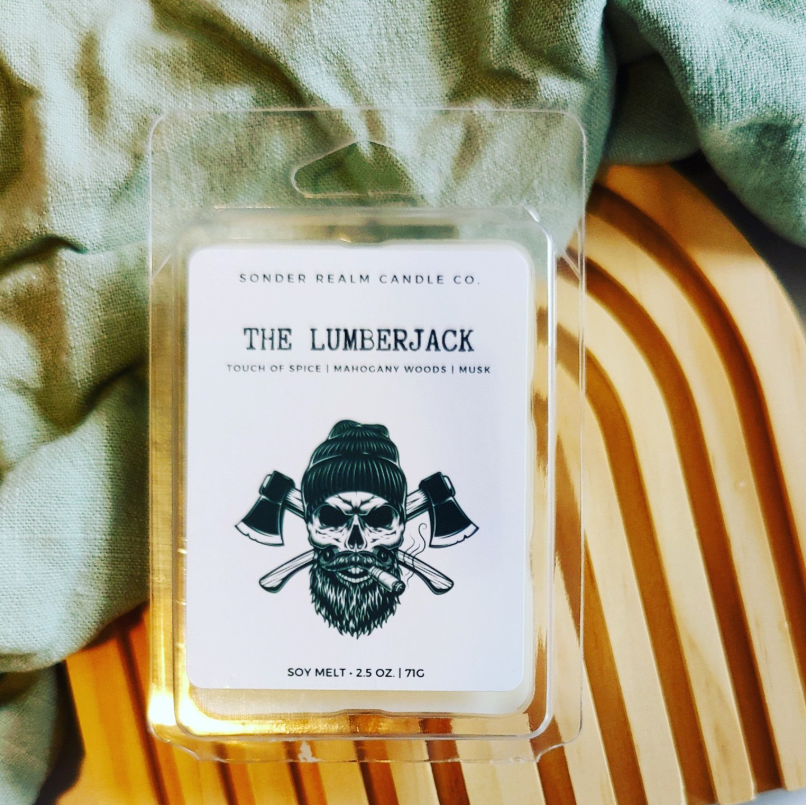 SONDER REALM CANDLE CO.
THE LUMBERJACK
TOUCH OF SPICE | MAHOGANY WOODS | MUSK
SOY MELT • 2.5 OZ. | 71G